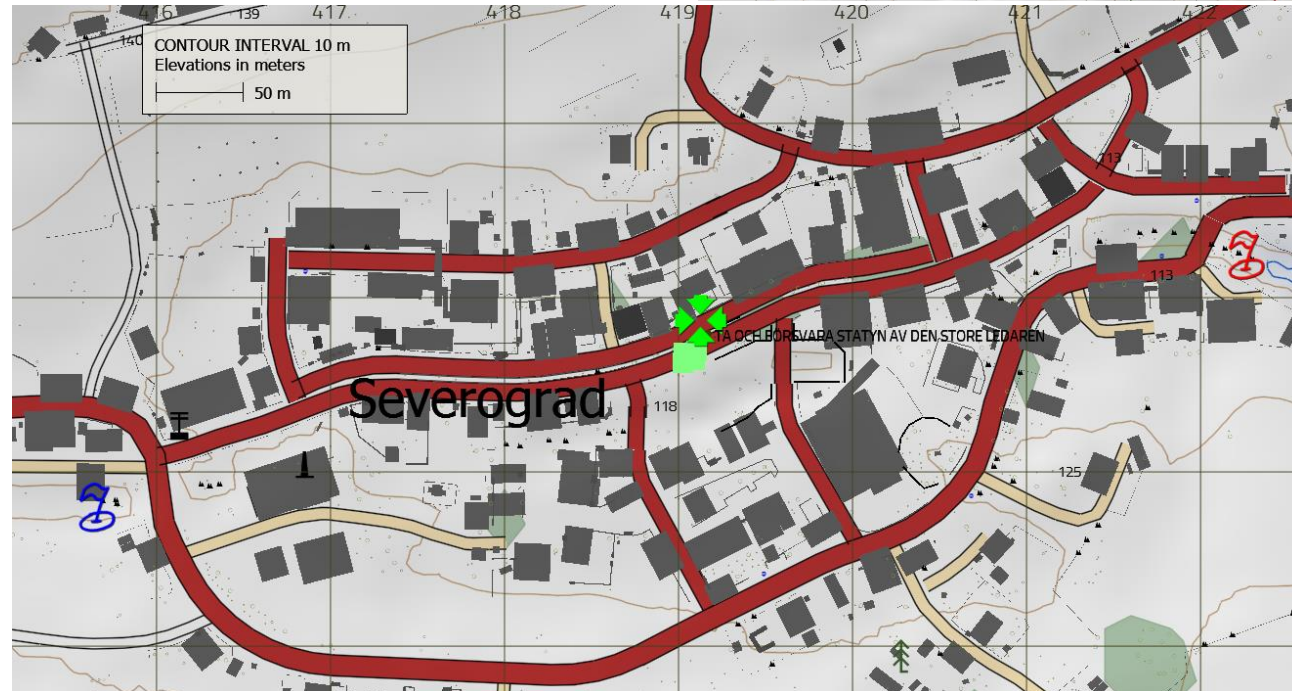 416
417
418
419
420
421
422
139
140
CONTOUR INTERVAL 10 m
Elevations in meters
50 m
213
113
TA OCH FÖRSVARA STATYN AV DEN STORE LEDAREN
Severograd
118
125